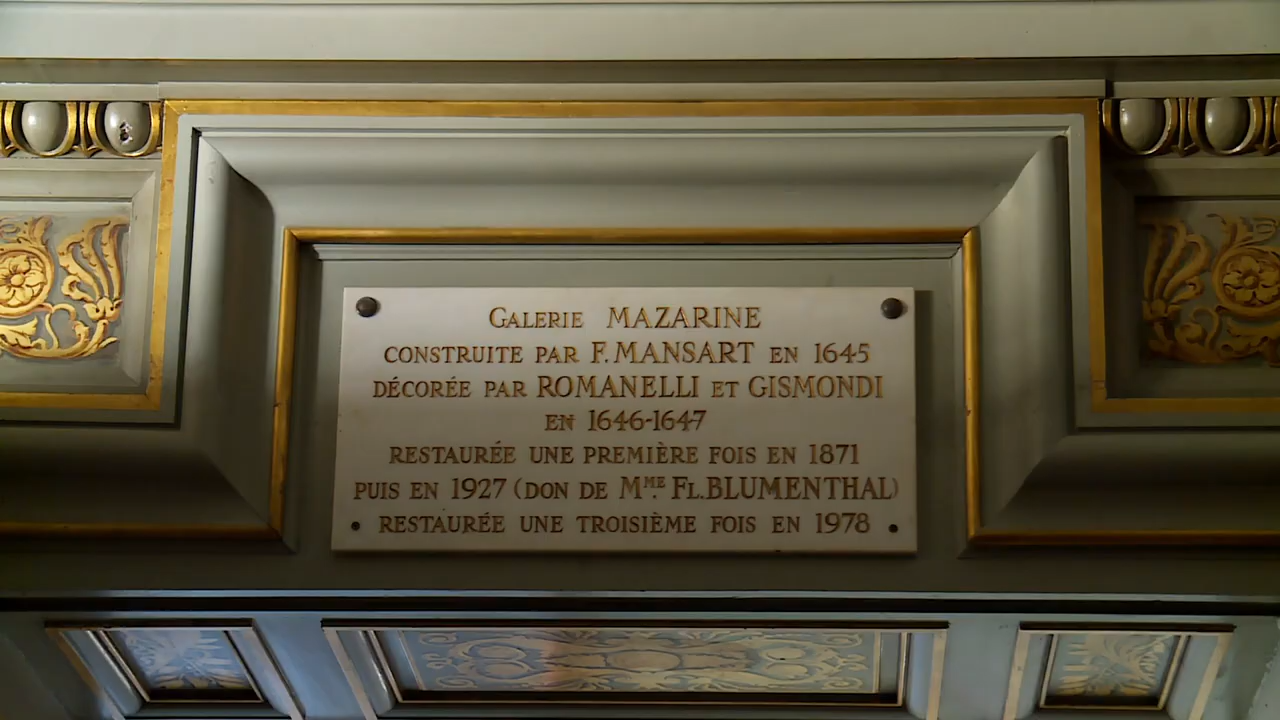 GALERIE MAZARINE
CONSTRUITE PAR F. MANSART EN 1645
DÉCORÉE PAR ROMANELLI ET GISMONDI
EN 1646-1647
RESTAURÉE UNE PREMIÈRE FOIS EN 1871
PUIS EN 1927 (DON DE MME. FL. BLUMENTHAL)
RESTAURÉE UNE TROISIÈME FOIS EN 1978